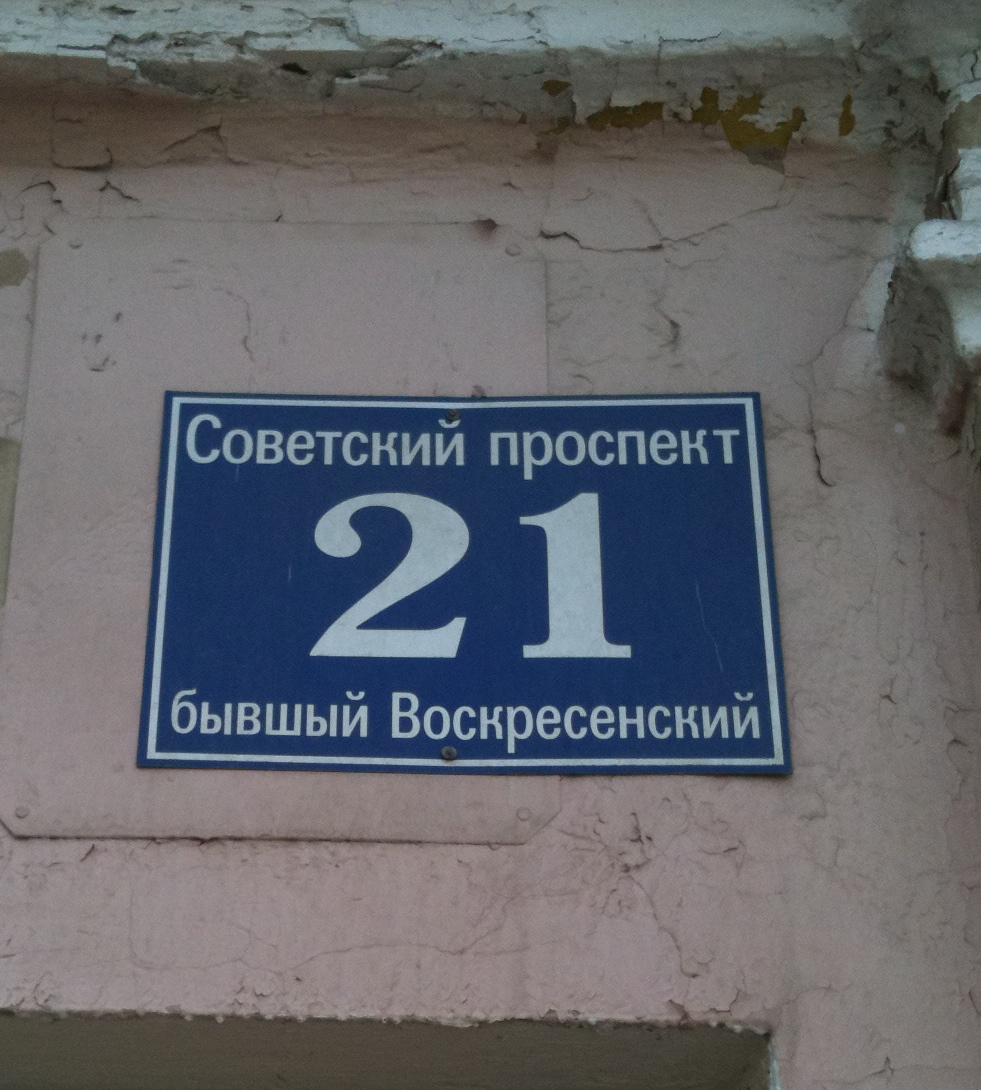 Советский проспект
21
бывшый Воскресенский